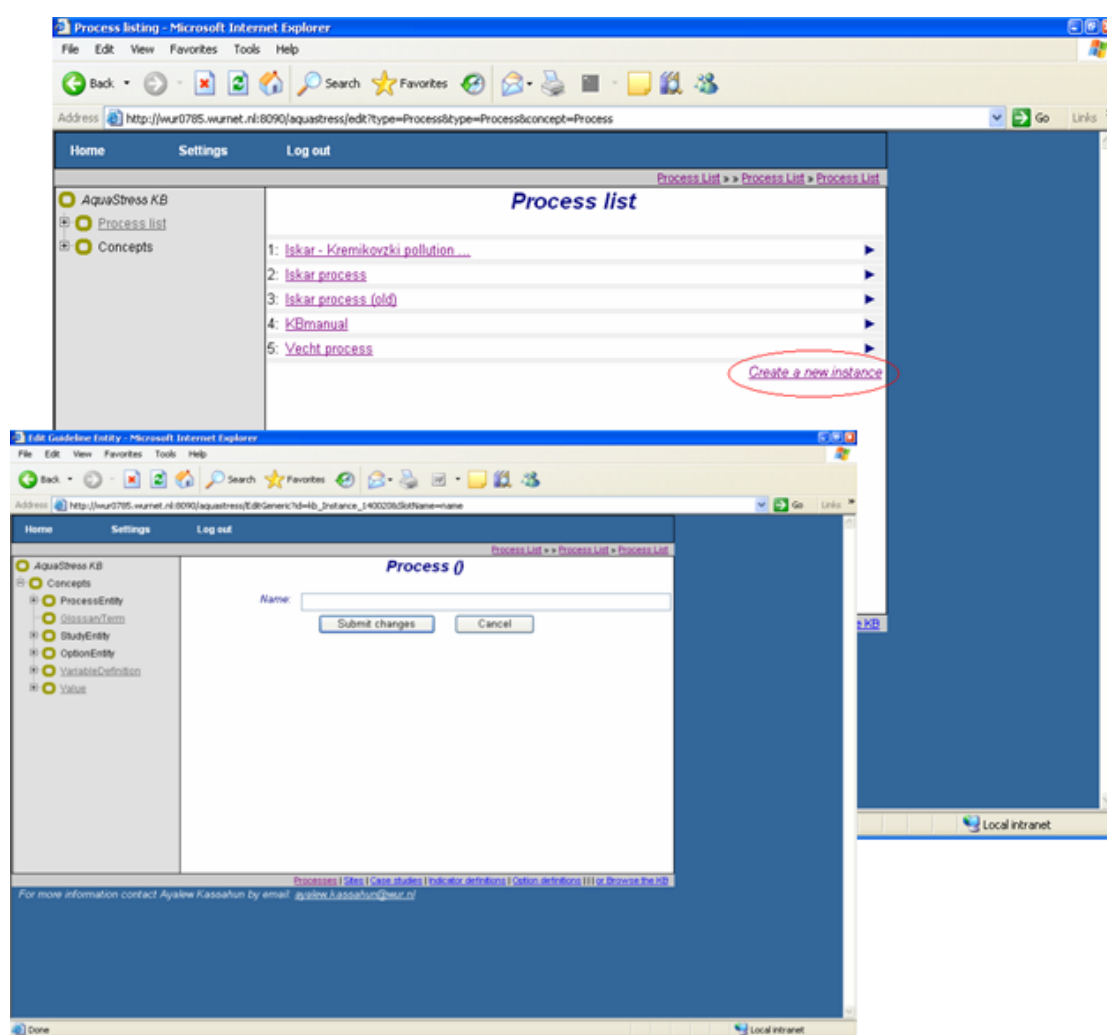 Process listing - Microsoft Internet Explorer
File Edit View Favorites Tools Help
Back Search Favorites
Address http://wur0785.wurnet.nl:8090/aquastress/edit?type=Process&type=Process&concept=Process Go Links
Home Settings Log out
Process List » » Process List » Process List
AquaStress KB
Process list
Concepts
Process list
1: Iskar - Kremikovzki pollution ...
2: Iskar process
3: Iskar process (old)
4: KBmanual
5: Vecht process
Create a new instance
KB
Local intranet
Edit Guideline Entity - Microsoft Internet Explorer
File Edit View Favorites Tools Help
Back Search Favorites
Address http://wur0785.wurnet.nl:8090/aquastress/EditGeneric?id=kb_Instance_140020&SlotName=name Go Links »
Home Settings Log out
Process List » » Process List » Process List
AquaStress KB
Concepts
ProcessEntity
GlossaryTerm
StudyEntity
OptionEntity
VariableDefinition
Value
Process ()
Name:
Submit changes Cancel
Processes | Sites | Case studies | Indicator definitions | Option definitions | | | or Browse the KB
For more information contact Ayalew Kassahun by email: ayalew.kassahun@wur.nl
Done Local intranet